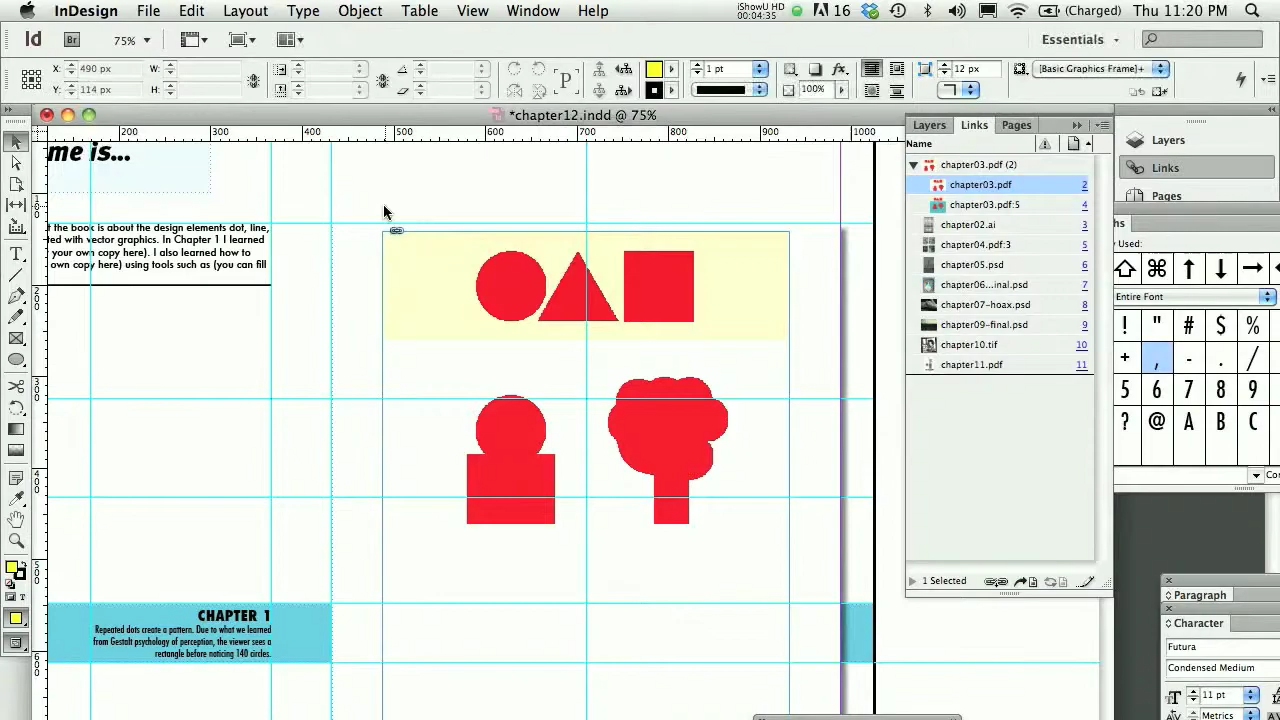 InDesign File Edit Layout Type Object Table View Window Help iShowU HD 00:04:35 16 (Charged) Thu 11:20 PM
Id Br 75% Essentials
X: 490 px W: 1 pt fx 12 px [Basic Graphics Frame]+
Y: 114 px H: P 100%
*chapter12.indd @ 75%
200 300 400 500 600 700 800 900 1000
me is...
t the book is about the design elements dot, line,
ted with vector graphics. In Chapter 1 I learned
your own copy here). I also learned how to
own copy here) using tools such as (you can fill
CHAPTER 1
Repeated dots create a pattern. Due to what we learned
from Gestalt psychology of perception, the viewer sees a
rectangle before noticing 140 circles.
Layers Links Pages
Name
chapter03.pdf (2)
chapter03.pdf 2
chapter03.pdf:5 4
chapter02.ai 3
chapter04.pdf:3 5
chapter05.psd 6
chapter06...inal.psd 7
chapter07-hoax.psd 8
chapter09-final.psd 9
chapter10.tif 10
chapter11.pdf 11
1 Selected
Layers
Links
Pages
hs
Used:
⇧ ⌘ ↑ ↓ →
Entire Font
! " # $ %
+ , - . /
5 6 7 8 9
? @ A B C
Paragraph
Character
Futura
Condensed Medium
11 pt
Metrics